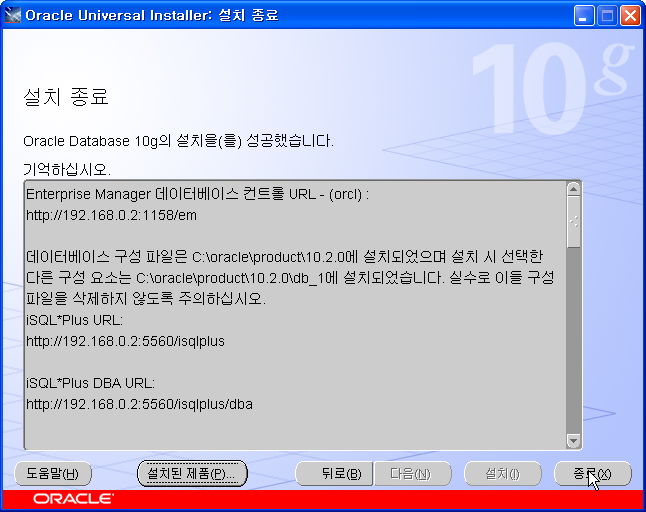 Oracle Universal Installer: 설치 종료
10g
설치 종료
Oracle Database 10g의 설치을(를) 성공했습니다.
기억하십시오.
Enterprise Manager 데이터베이스 컨트롤 URL - (orcl) :
http://192.168.0.2:1158/em
데이터베이스 구성 파일은 C:\oracle\product\10.2.0에 설치되었으며 설치 시 선택한
다른 구성 요소는 C:\oracle\product\10.2.0\db_1에 설치되었습니다. 실수로 이들 구성
파일을 삭제하지 않도록 주의하십시오.
iSQL*Plus URL:
http://192.168.0.2:5560/isqlplus
iSQL*Plus DBA URL:
http://192.168.0.2:5560/isqlplus/dba
도움말(H) 설치된 제품(P)... 뒤로(B) 다음(N) 설치(I) 종료(X)
ORACLE